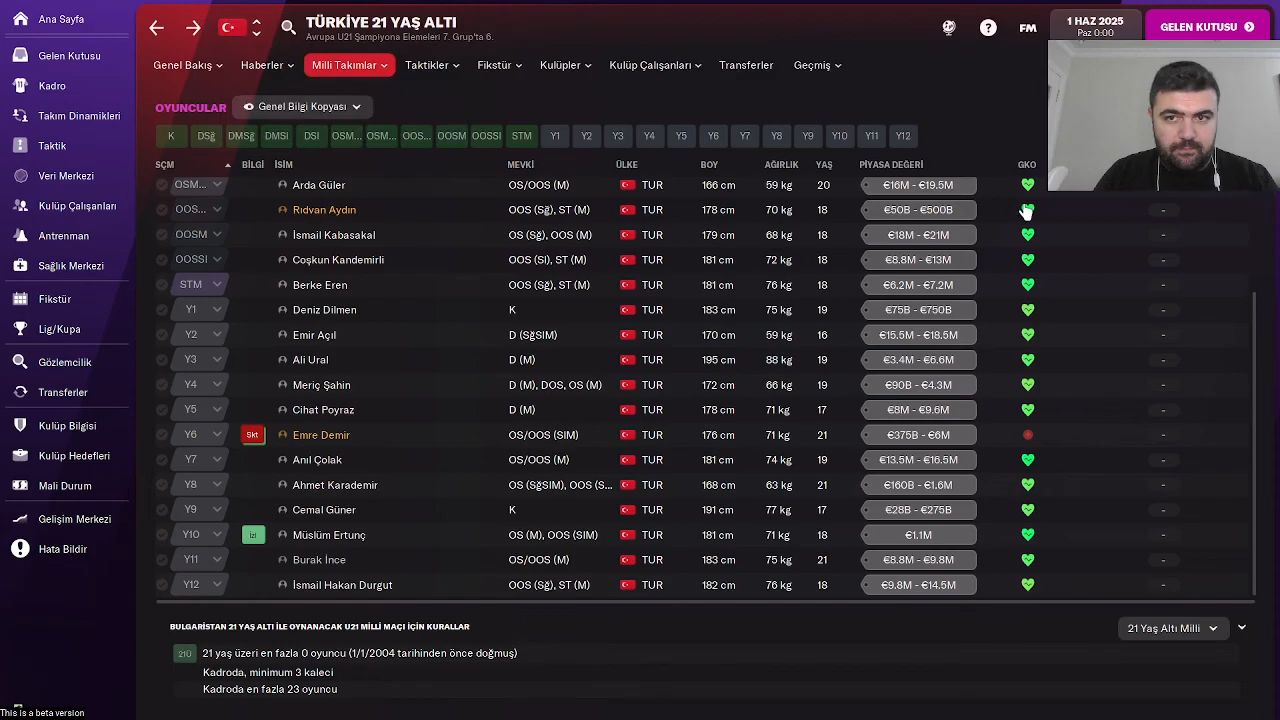 Ana Sayfa
Gelen Kutusu
Kadro
Takım Dinamikleri
Taktik
Veri Merkezi
Kulüp Çalışanları
Antrenman
Sağlık Merkezi
Fikstür
Lig/Kupa
Gözlemcilik
Transferler
Kulüp Bilgisi
Kulüp Hedefleri
Mali Durum
Gelişim Merkezi
Hata Bildir
This is a beta version
TÜRKİYE 21 YAŞ ALTI
Avrupa U21 Şampiyona Elemeleri 7. Grup'ta 6.
FM
1 HAZ 2025
Paz 0:00
GELEN KUTUSU
Genel Bakış Haberler Milli Takımlar Taktikler Fikstür Kulüpler Kulüp Çalışanları Transferler Geçmiş
OYUNCULAR Genel Bilgi Kopyası
K DSğ DMSğ DMSI DSI OSM... OSM... OOS... OOSM OOSSI STM Y1 Y2 Y3 Y4 Y5 Y6 Y7 Y8 Y9 Y10 Y11 Y12
SÇM BİLGİ İSİM MEVKİ ÜLKE BOY AĞIRLIK YAŞ PİYASA DEĞERİ GKO
OSM... Arda Güler OS/OOS (M) TUR 166 cm 59 kg 20 €16M - €19.5M
OOS... Rıdvan Aydın OOS (Sğ), ST (M) TUR 178 cm 70 kg 18 €50B - €500B -
OOSM İsmail Kabasakal OS (Sğ), OOS (M) TUR 179 cm 68 kg 18 €18M - €21M -
OOSSI Coşkun Kandemirli OOS (SI), ST (M) TUR 181 cm 72 kg 18 €8.8M - €13M -
STM Berke Eren OOS (Sğ), ST (M) TUR 181 cm 76 kg 18 €6.2M - €7.2M -
Y1 Deniz Dilmen K TUR 183 cm 75 kg 19 €75B - €750B -
Y2 Emir Açıl D (SğSIM) TUR 170 cm 59 kg 16 €15.5M - €18.5M -
Y3 Ali Ural D (M) TUR 195 cm 88 kg 19 €3.4M - €6.6M -
Y4 Meriç Şahin D (M), DOS, OS (M) TUR 172 cm 66 kg 19 €90B - €4.3M -
Y5 Cihat Poyraz D (M) TUR 178 cm 71 kg 17 €8M - €9.6M -
Y6 Skt Emre Demir OS/OOS (SIM) TUR 176 cm 71 kg 21 €375B - €6M -
Y7 Anıl Çolak OS/OOS (M) TUR 181 cm 74 kg 19 €13.5M - €16.5M -
Y8 Ahmet Karademir OS (SğSIM), OOS (S... TUR 168 cm 63 kg 21 €160B - €1.6M -
Y9 Cemal Güner K TUR 191 cm 77 kg 17 €28B - €275B -
Y10 İzl Müslüm Ertunç OS (M), OOS (SIM) TUR 181 cm 71 kg 18 €1.1M -
Y11 Burak İnce OS/OOS (M) TUR 183 cm 75 kg 21 €8.8M - €9.8M -
Y12 İsmail Hakan Durgut OOS (Sğ), ST (M) TUR 182 cm 76 kg 18 €9.8M - €14.5M -
BULGARİSTAN 21 YAŞ ALTI İLE OYNANACAK U21 MİLLİ MAÇI İÇİN KURALLAR
21 Yaş Altı Milli
21Ü 21 yaş üzeri en fazla 0 oyuncu (1/1/2004 tarihinden önce doğmuş)
Kadroda, minimum 3 kaleci
Kadroda en fazla 23 oyuncu